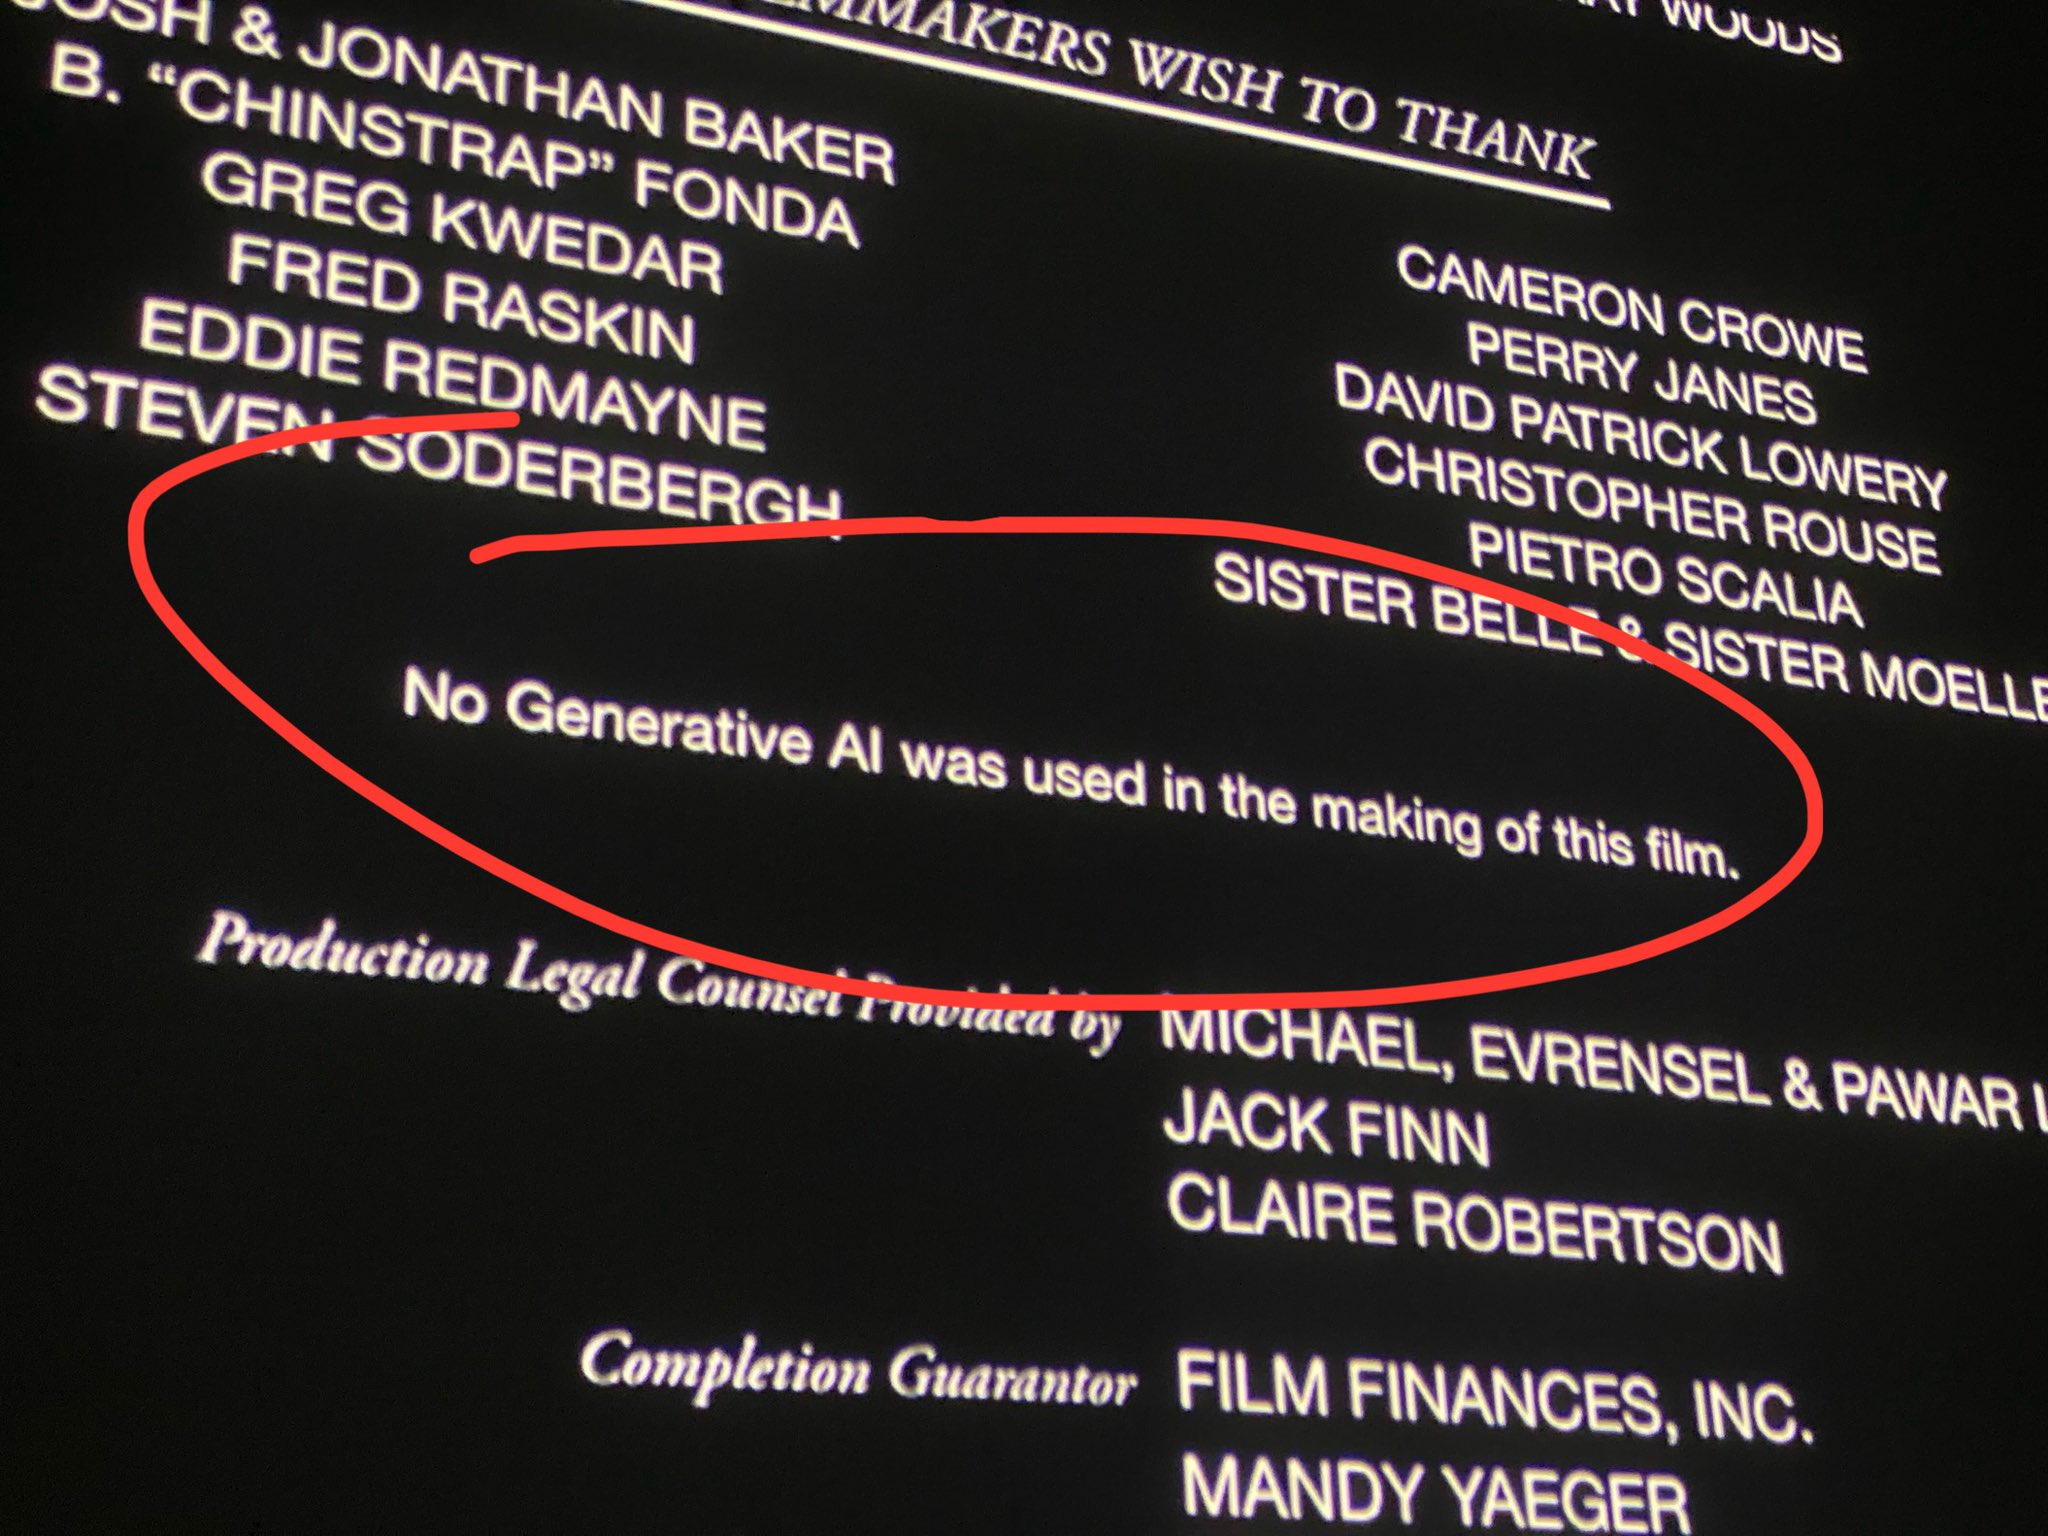 WOODS
MAKERS WISH TO THANK
& JONATHAN BAKER
B. “CHINSTRAP” FONDA
GREG KWEDAR
FRED RASKIN
EDDIE REDMAYNE
STEVEN SODERBERGH
CAMERON CROWE
PERRY JANES
DAVID PATRICK LOWERY
CHRISTOPHER ROUSE
PIETRO SCALIA
SISTER BELLE & SISTER MOELLE
No Generative AI was used in the making of this film.
Production Legal Counsel Provided by MICHAEL, EVRENSEL & PAWAR
JACK FINN
CLAIRE ROBERTSON
Completion Guarantor FILM FINANCES, INC.
MANDY YAEGER